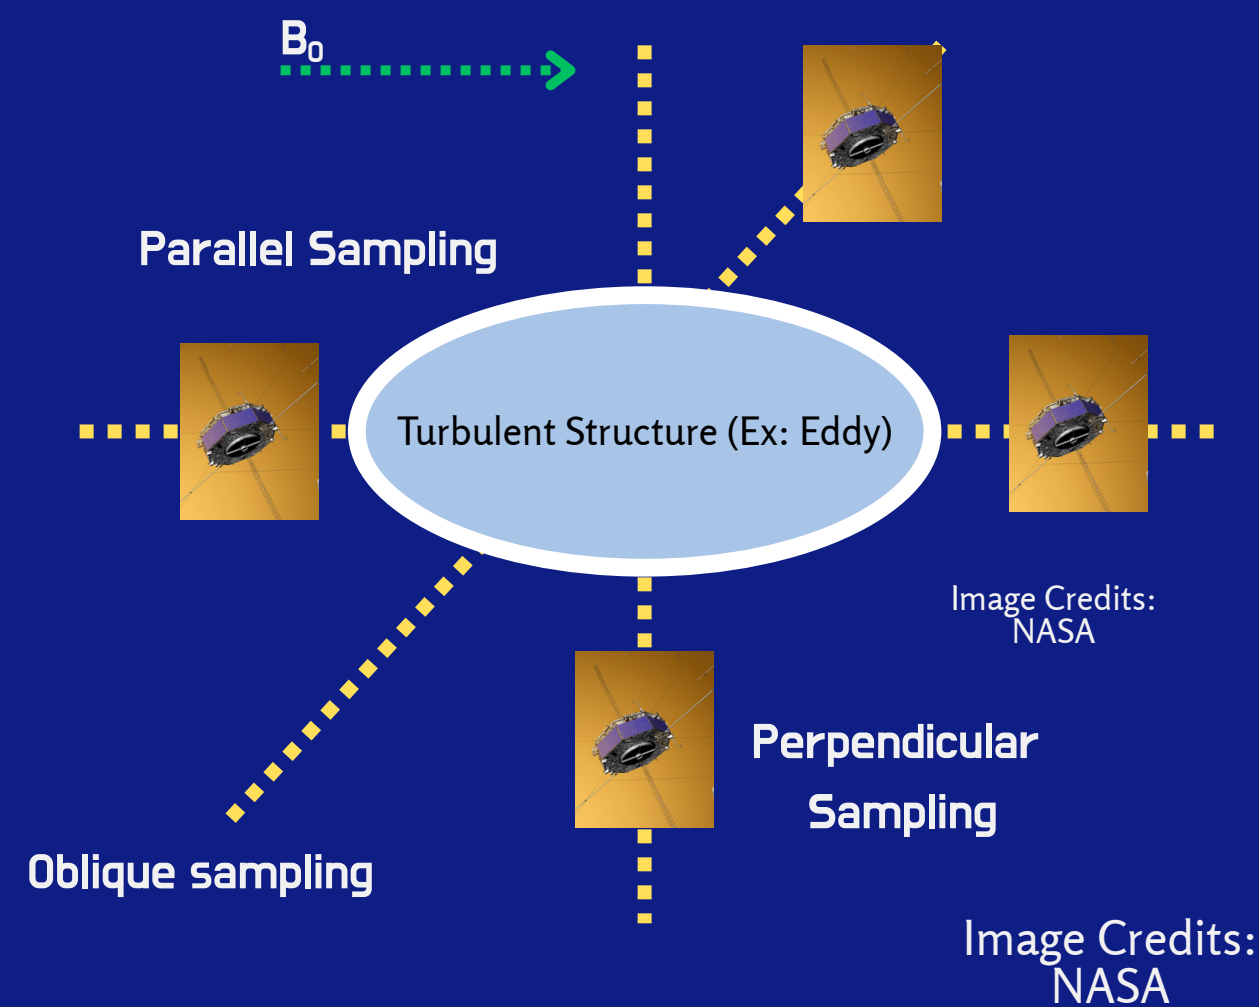 B₀
Parallel Sampling
Turbulent Structure (Ex: Eddy)
Image Credits:
NASA
Perpendicular
Sampling
Oblique sampling
Image Credits:
NASA